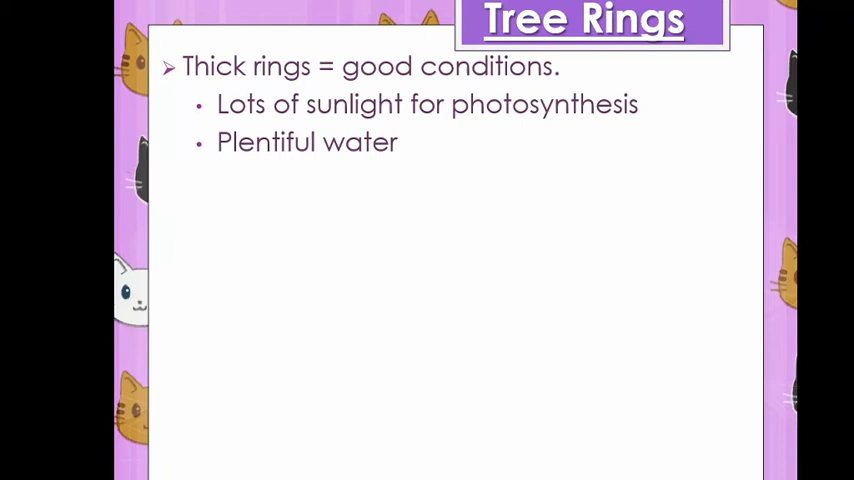 Tree Rings
Thick rings = good conditions.
Lots of sunlight for photosynthesis
Plentiful water